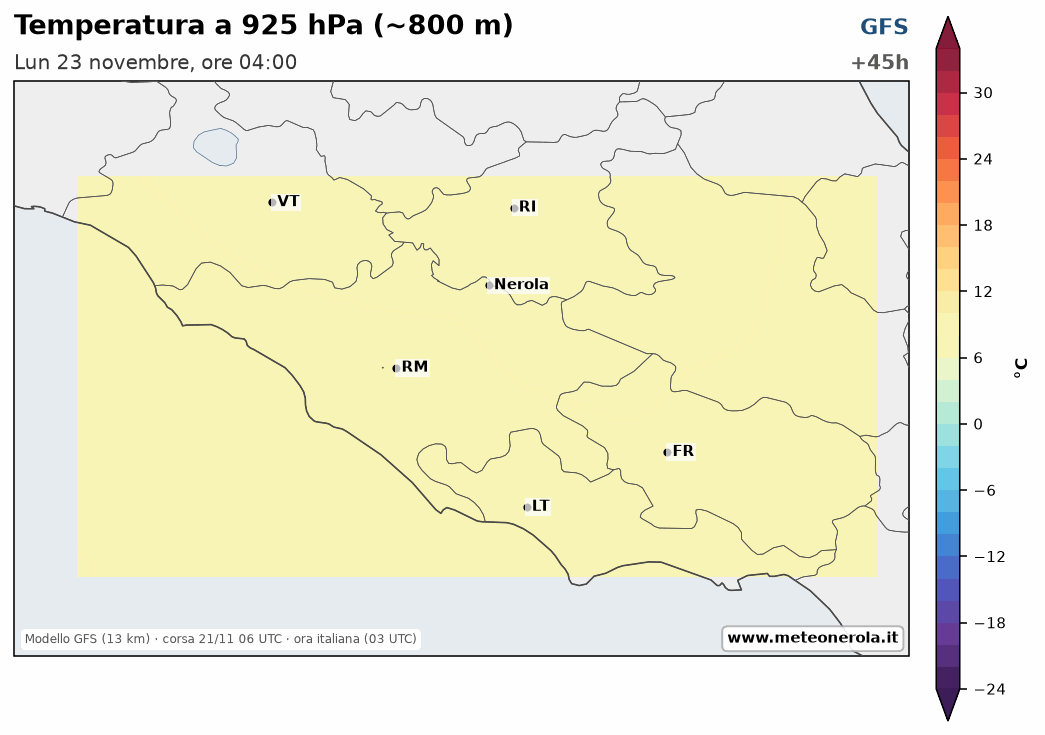 Temperatura a 925 hPa (~800 m)
GFS
Lun 23 novembre, ore 04:00
+45h
VT
RI
Nerola
RM
FR
LT
30
24
18
12
6
0
−6
−12
−18
−24
°C
Modello GFS (13 km) · corsa 21/11 06 UTC · ora italiana (03 UTC)
www.meteonerola.it